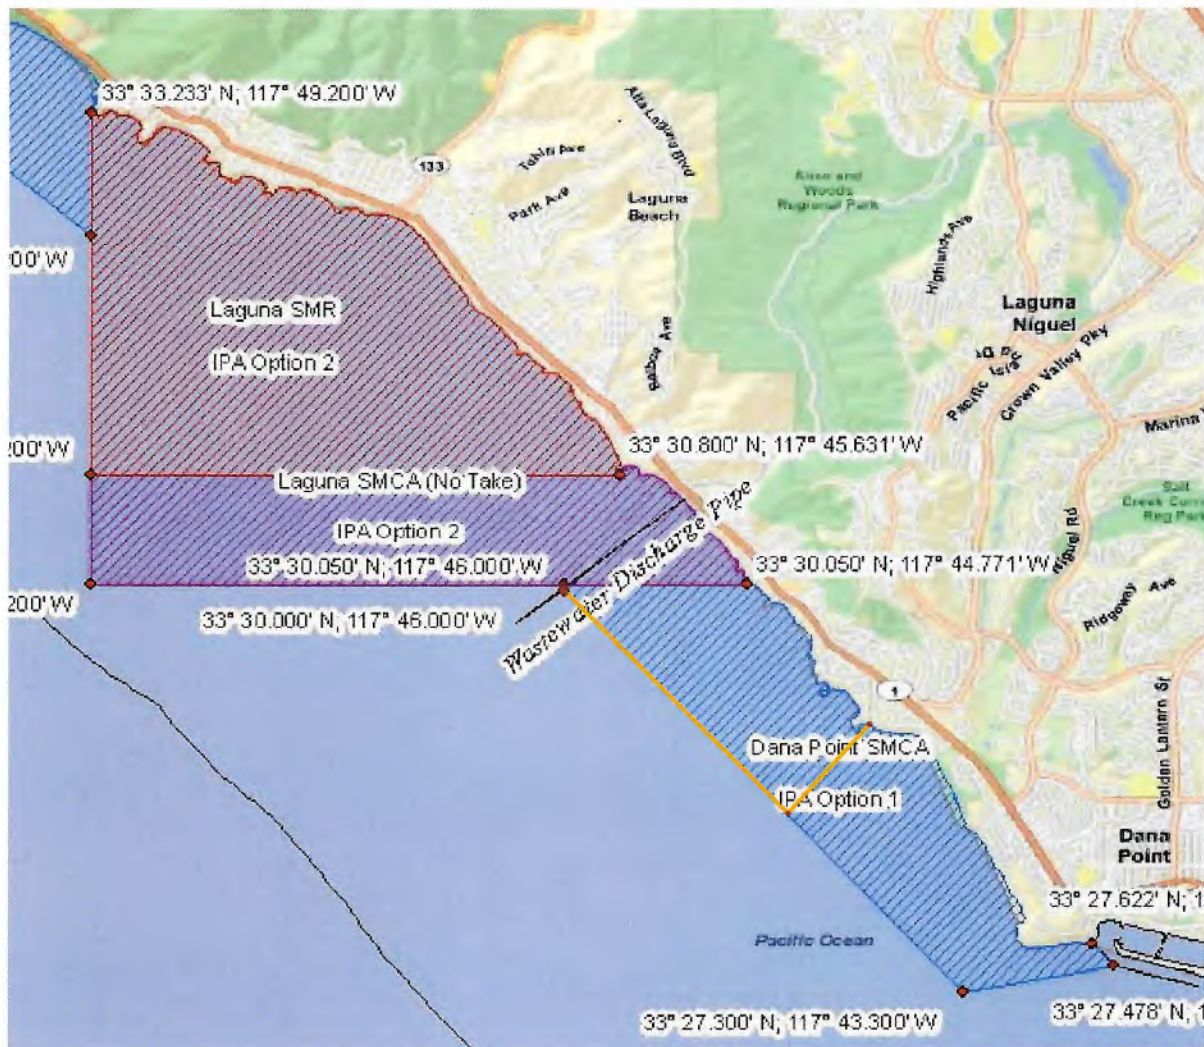 33° 33.233' N; 117° 49.200' W
133
Alta Laguna Blvd
Tahiti Ave
Park Ave
Laguna
Beach
Aliso and
Woods
Regional Park
Highlands Ave
00' W
Laguna SMR
IPA Option 2
Laguna
Niguel
Pacific Island Dr
Crown Valley Pky
Balboa Ave
Marina
200' W
33° 30.800' N; 117° 45.631' W
Laguna SMCA (No Take)
Salt
Creek Corri
Reg Park
IPA Option 2
Wastewater Discharge Pipe
Niguel Rd
33° 30.050' N; 117° 46.000' W
33° 30.050' N; 117° 44.771' W
200' W
33° 30.000' N; 117° 46.000' W
Ridgeway Ave
1
Golden Lantern St
Dana Point SMCA
IPA Option 1
Dana
Point
33° 27.622' N; 1
Pacific Ocean
33° 27.300' N; 117° 43.300' W
33° 27.478' N; 1